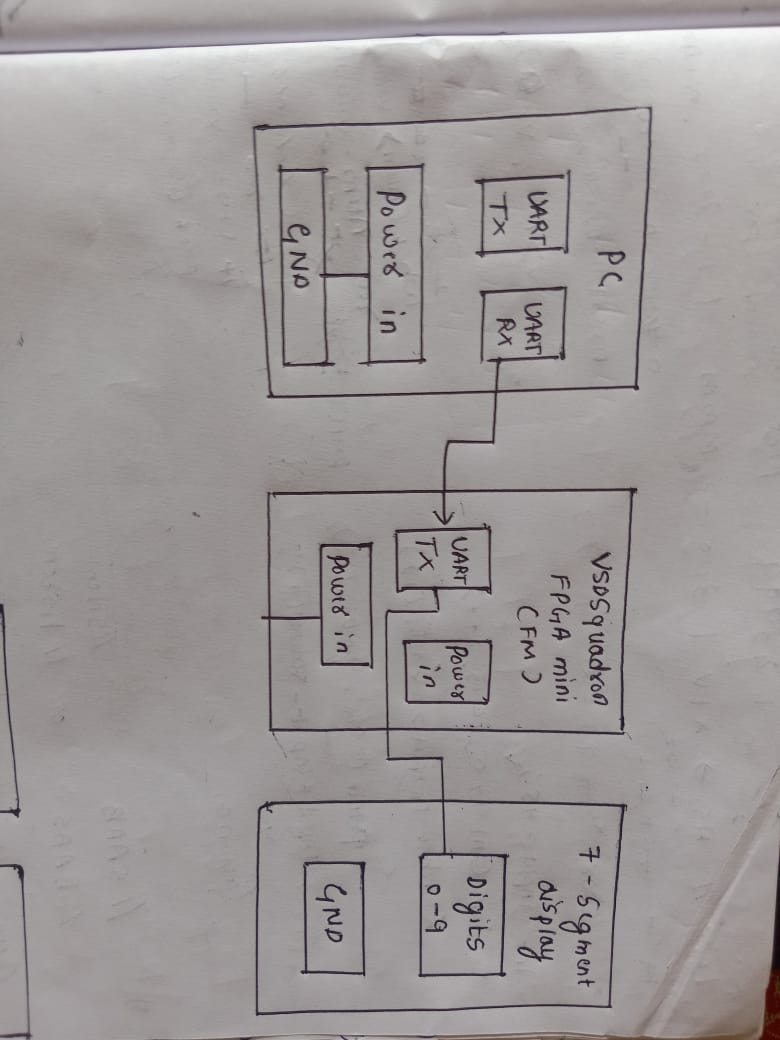 PC
UART
TX
UART
RX
Power in
GND
VSDSquadron
FPGA mini
(FM)
UART
TX
Power
in
Power in
7-Segment
display
Digits
0-9
GND